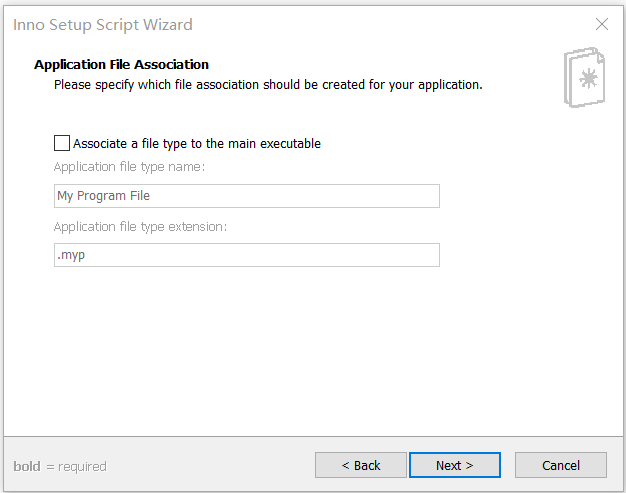 Inno Setup Script Wizard
Application File Association
Please specify which file association should be created for your application.
Associate a file type to the main executable
Application file type name:
My Program File
Application file type extension:
.myp
bold = required
< Back
Next >
Cancel